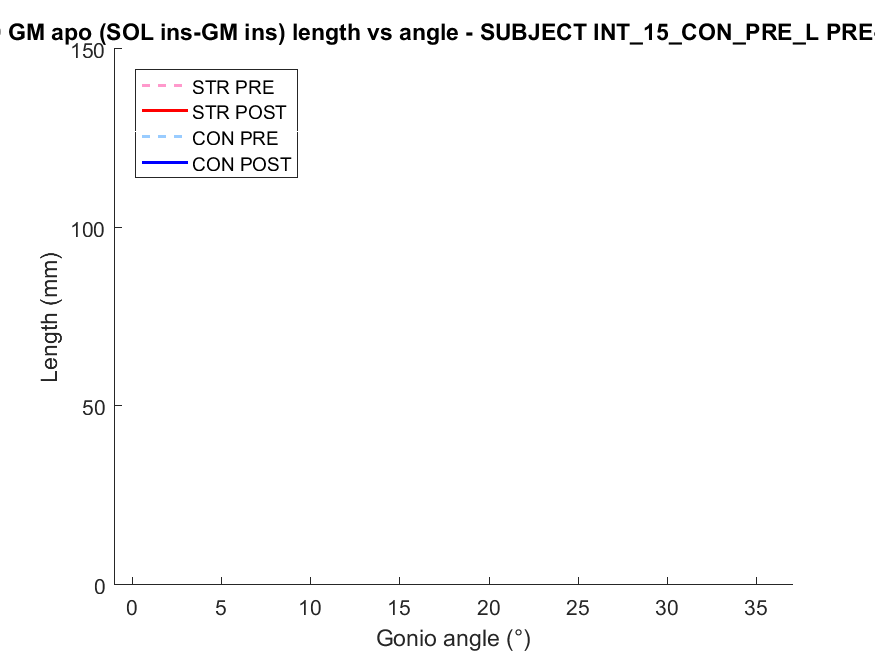 GM apo (SOL ins-GM ins) length vs angle - SUBJECT INT_15_CON_PRE_L PRE
150
STR PRE
STR POST
CON PRE
CON POST
100
Length (mm)
50
0
0 5 10 15 20 25 30 35
Gonio angle (°)